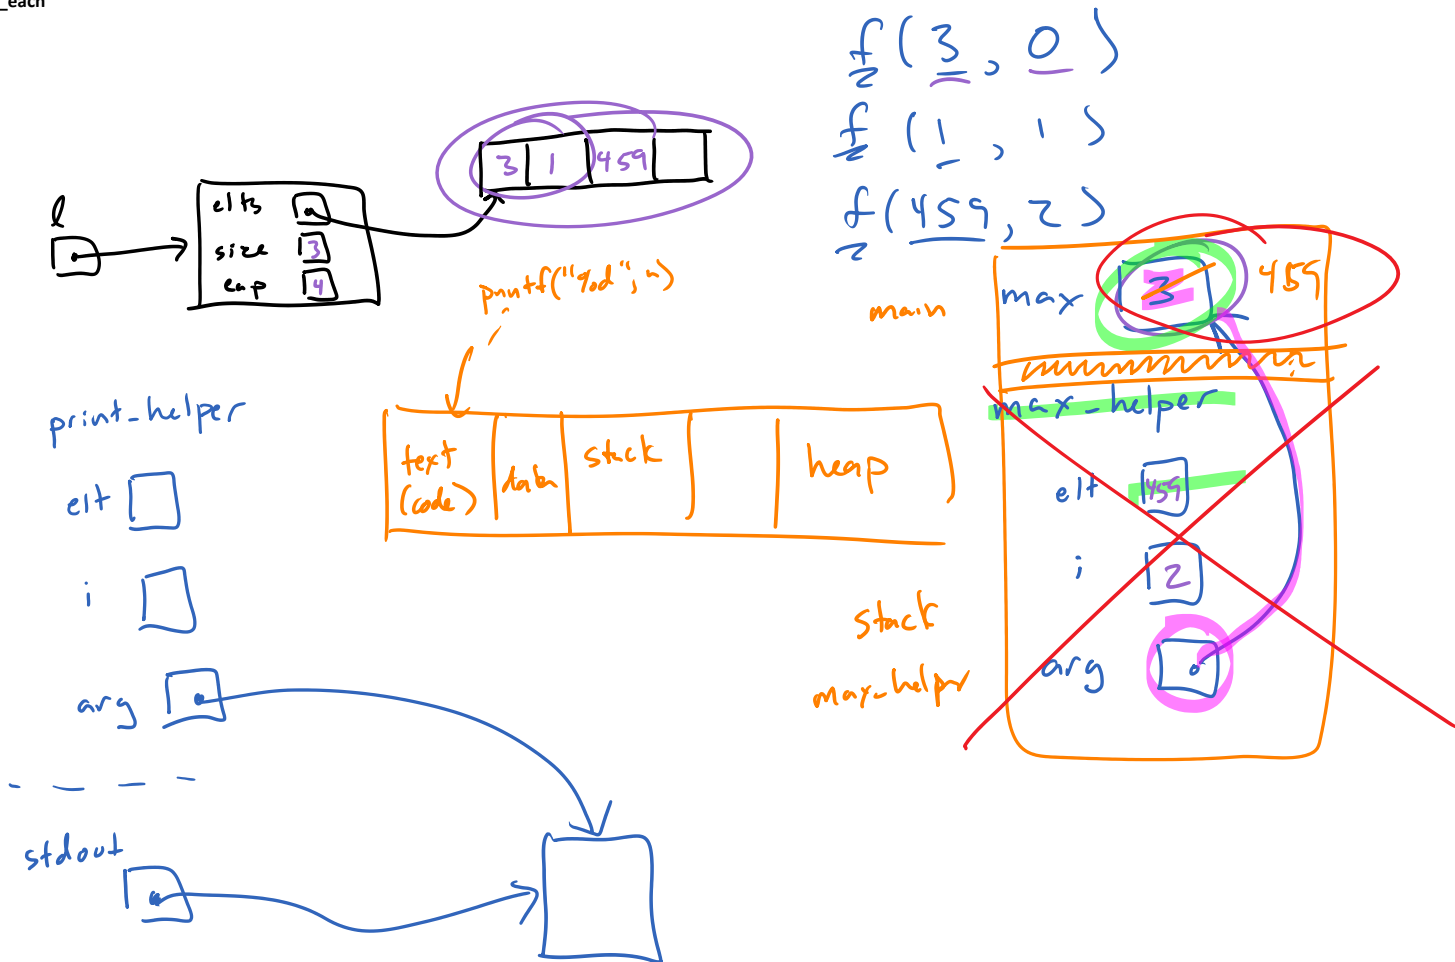 _each
f(3, 0)
f(1, 1)
f(459, 2)
3 1 459
l
elts
size 3
cap 4
printf("%d", n)
main
max 3 459
max_helper
elt 459
i 2
arg
stack
max_helper
text
(code)
data
stack
heap
print_helper
elt
i
arg
stdout